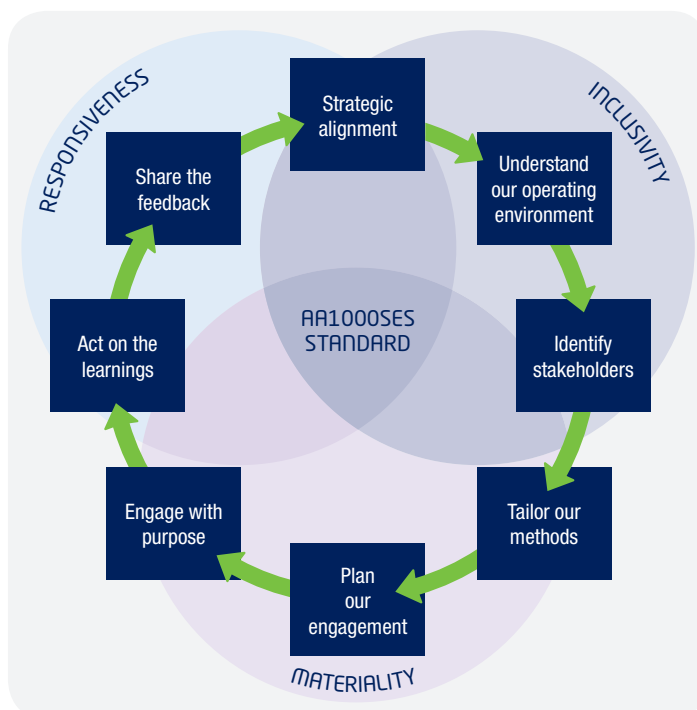 RESPONSIVENESS
INCLUSIVITY
Strategic
alignment
Understand
our operating
environment
Identify
stakeholders
Tailor our
methods
Plan
our
engagement
Engage with
purpose
Act on the
learnings
Share the
feedback
AA1000SES
STANDARD
MATERIALITY